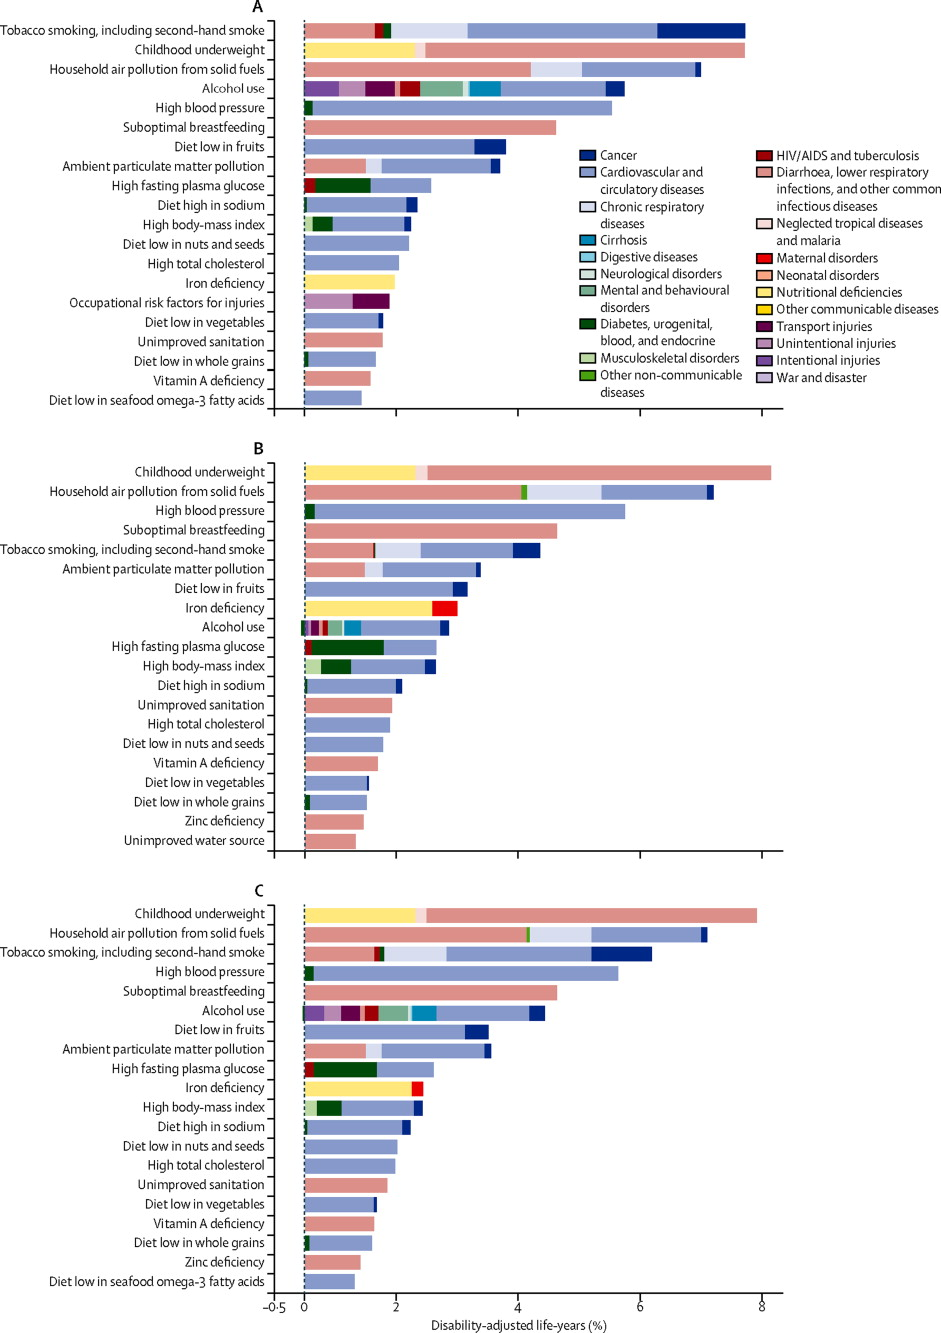 A
Tobacco smoking, including second-hand smoke
Childhood underweight
Household air pollution from solid fuels
Alcohol use
High blood pressure
Suboptimal breastfeeding
Diet low in fruits
Ambient particulate matter pollution
High fasting plasma glucose
Diet high in sodium
High body-mass index
Diet low in nuts and seeds
High total cholesterol
Iron deficiency
Occupational risk factors for injuries
Diet low in vegetables
Unimproved sanitation
Diet low in whole grains
Vitamin A deficiency
Diet low in seafood omega-3 fatty acids
Cancer
Cardiovascular and
circulatory diseases
Chronic respiratory
diseases
Cirrhosis
Digestive diseases
Neurological disorders
Mental and behavioural
disorders
Diabetes, urogenital,
blood, and endocrine
Musculoskeletal disorders
Other non-communicable
diseases
HIV/AIDS and tuberculosis
Diarrhoea, lower respiratory
infections, and other common
infectious diseases
Neglected tropical diseases
and malaria
Maternal disorders
Neonatal disorders
Nutritional deficiencies
Other communicable diseases
Transport injuries
Unintentional injuries
Intentional injuries
War and disaster
B
Childhood underweight
Household air pollution from solid fuels
High blood pressure
Suboptimal breastfeeding
Tobacco smoking, including second-hand smoke
Ambient particulate matter pollution
Diet low in fruits
Iron deficiency
Alcohol use
High fasting plasma glucose
High body-mass index
Diet high in sodium
Unimproved sanitation
High total cholesterol
Diet low in nuts and seeds
Vitamin A deficiency
Diet low in vegetables
Diet low in whole grains
Zinc deficiency
Unimproved water source
C
Childhood underweight
Household air pollution from solid fuels
Tobacco smoking, including second-hand smoke
High blood pressure
Suboptimal breastfeeding
Alcohol use
Diet low in fruits
Ambient particulate matter pollution
High fasting plasma glucose
Iron deficiency
High body-mass index
Diet high in sodium
Diet low in nuts and seeds
High total cholesterol
Unimproved sanitation
Diet low in vegetables
Vitamin A deficiency
Diet low in whole grains
Zinc deficiency
Diet low in seafood omega-3 fatty acids
–0·5 0 2 4 6 8
Disability-adjusted life-years (%)